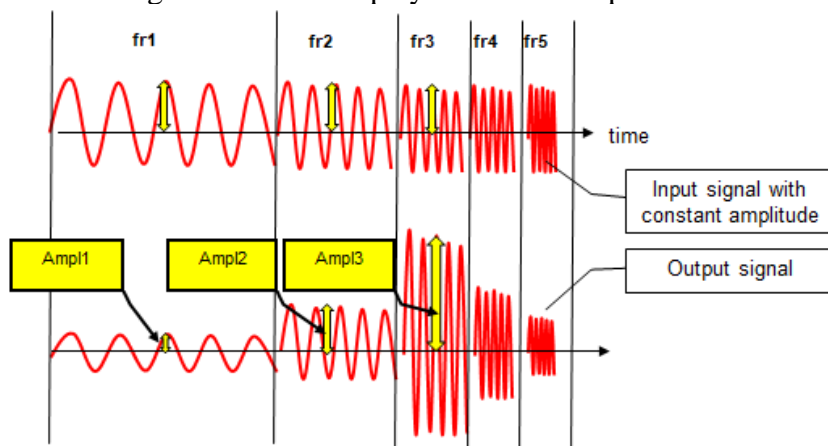 fr1 fr2 fr3 fr4 fr5
time
Input signal with
constant amplitude
Ampl1 Ampl2 Ampl3
Output signal